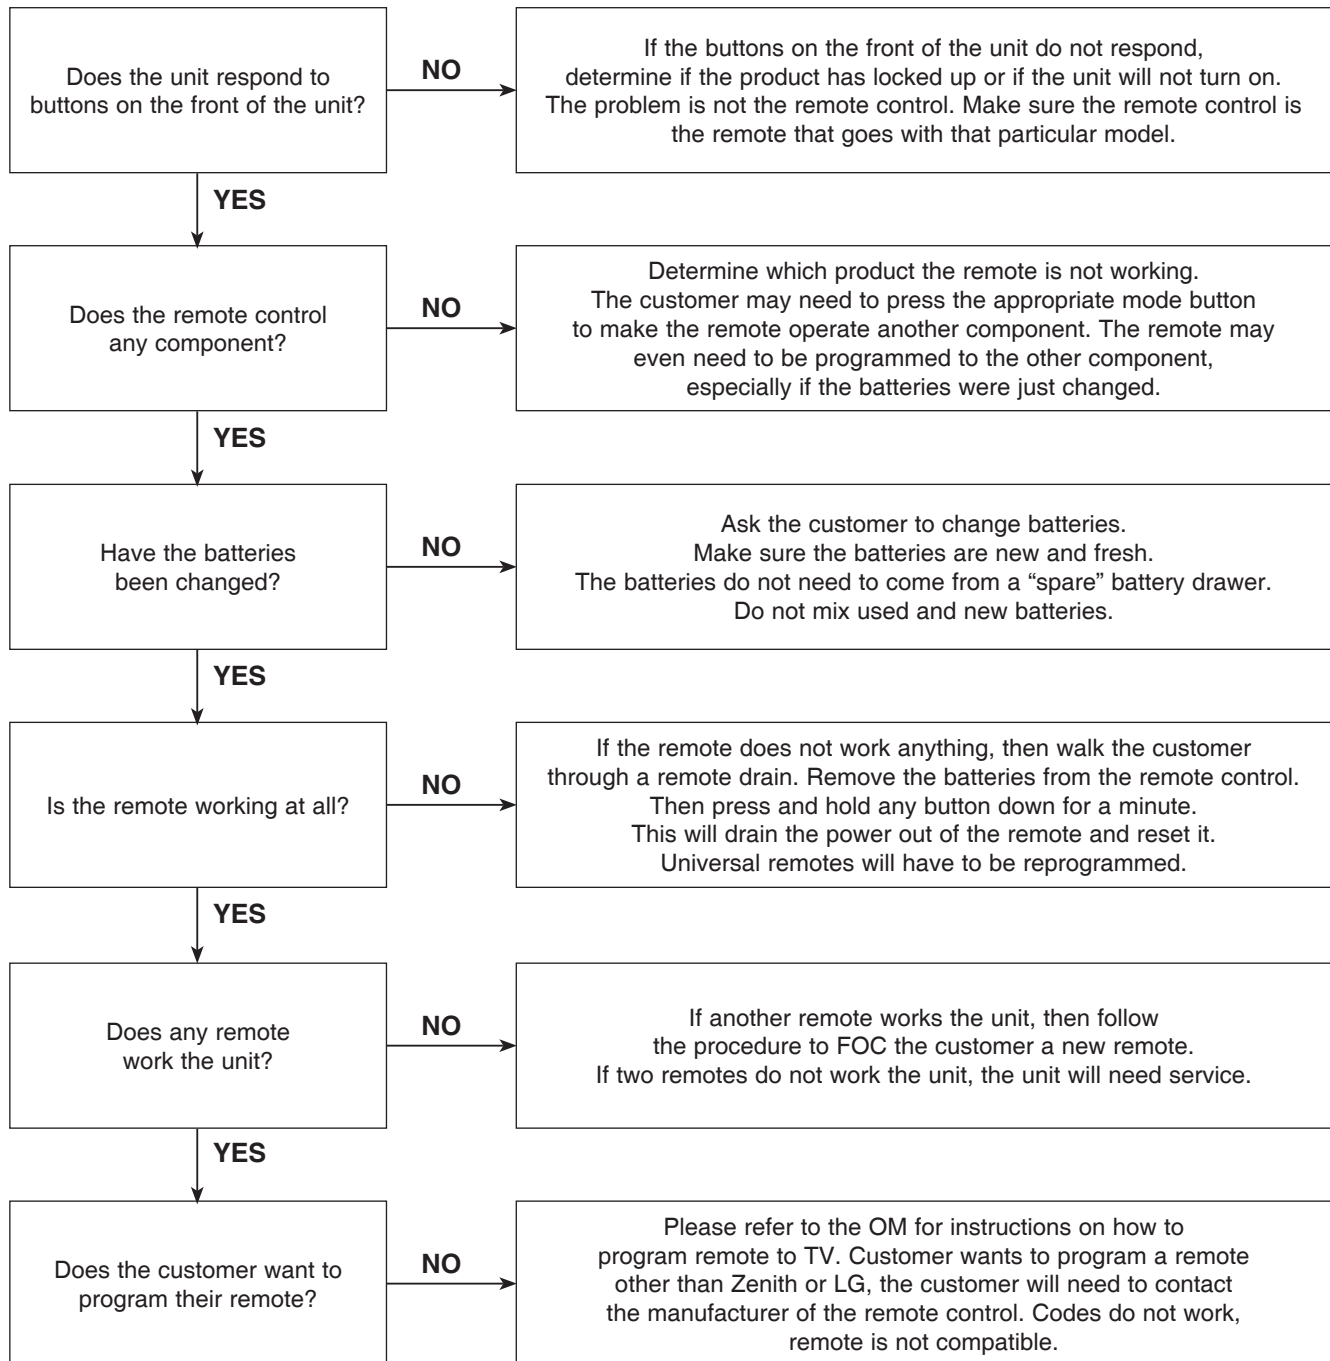 Does the unit respond to
buttons on the front of the unit?
NO
If the buttons on the front of the unit do not respond,
determine if the product has locked up or if the unit will not turn on.
The problem is not the remote control. Make sure the remote control is
the remote that goes with that particular model.
YES
Does the remote control
any component?
NO
Determine which product the remote is not working.
The customer may need to press the appropriate mode button
to make the remote operate another component. The remote may
even need to be programmed to the other component,
especially if the batteries were just changed.
YES
Have the batteries
been changed?
NO
Ask the customer to change batteries.
Make sure the batteries are new and fresh.
The batteries do not need to come from a “spare” battery drawer.
Do not mix used and new batteries.
YES
Is the remote working at all?
NO
If the remote does not work anything, then walk the customer
through a remote drain. Remove the batteries from the remote control.
Then press and hold any button down for a minute.
This will drain the power out of the remote and reset it.
Universal remotes will have to be reprogrammed.
YES
Does any remote
work the unit?
NO
If another remote works the unit, then follow
the procedure to FOC the customer a new remote.
If two remotes do not work the unit, the unit will need service.
YES
Does the customer want to
program their remote?
NO
Please refer to the OM for instructions on how to
program remote to TV. Customer wants to program a remote
other than Zenith or LG, the customer will need to contact
the manufacturer of the remote control. Codes do not work,
remote is not compatible.